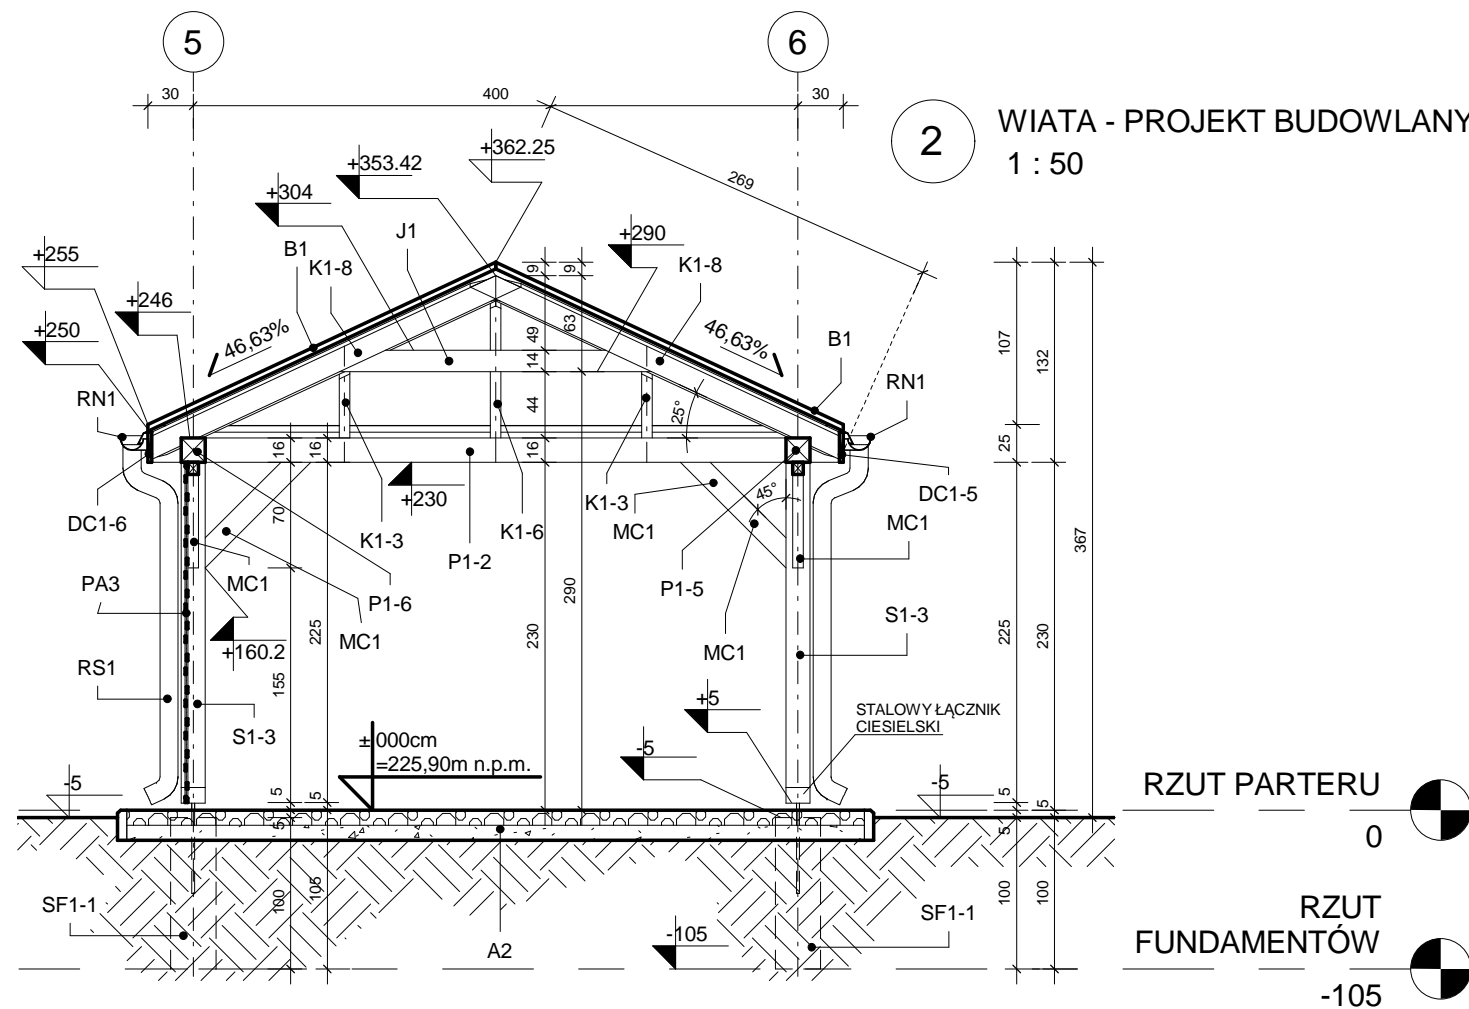 5
6
30
400
30
2
WIATA - PROJEKT BUDOWLANY
1 : 50
+362.25
+353.42
269
+304
J1
+290
+255
B1
K1-8
9
9
K1-8
+246
+250
46,63%
49
63
46,63%
B1
107
132
14
RN1
44
25°
RN1
16
16
16
25
+230
45°
DC1-6
70
K1-3
K1-6
K1-3
MC1
DC1-5
MC1
P1-2
367
PA3
MC1
P1-6
290
P1-5
S1-3
MC1
225
230
225
230
MC1
+160.2
RS1
155
+5
STALOWY ŁĄCZNIK
CIESIELSKI
S1-3
±000cm
=225,90m n.p.m.
-5
-5
-5
RZUT PARTERU
0
5
5
5
5
5
5
100
105
100
100
SF1-1
SF1-1
A2
-105
RZUT
FUNDAMENTÓW
-105